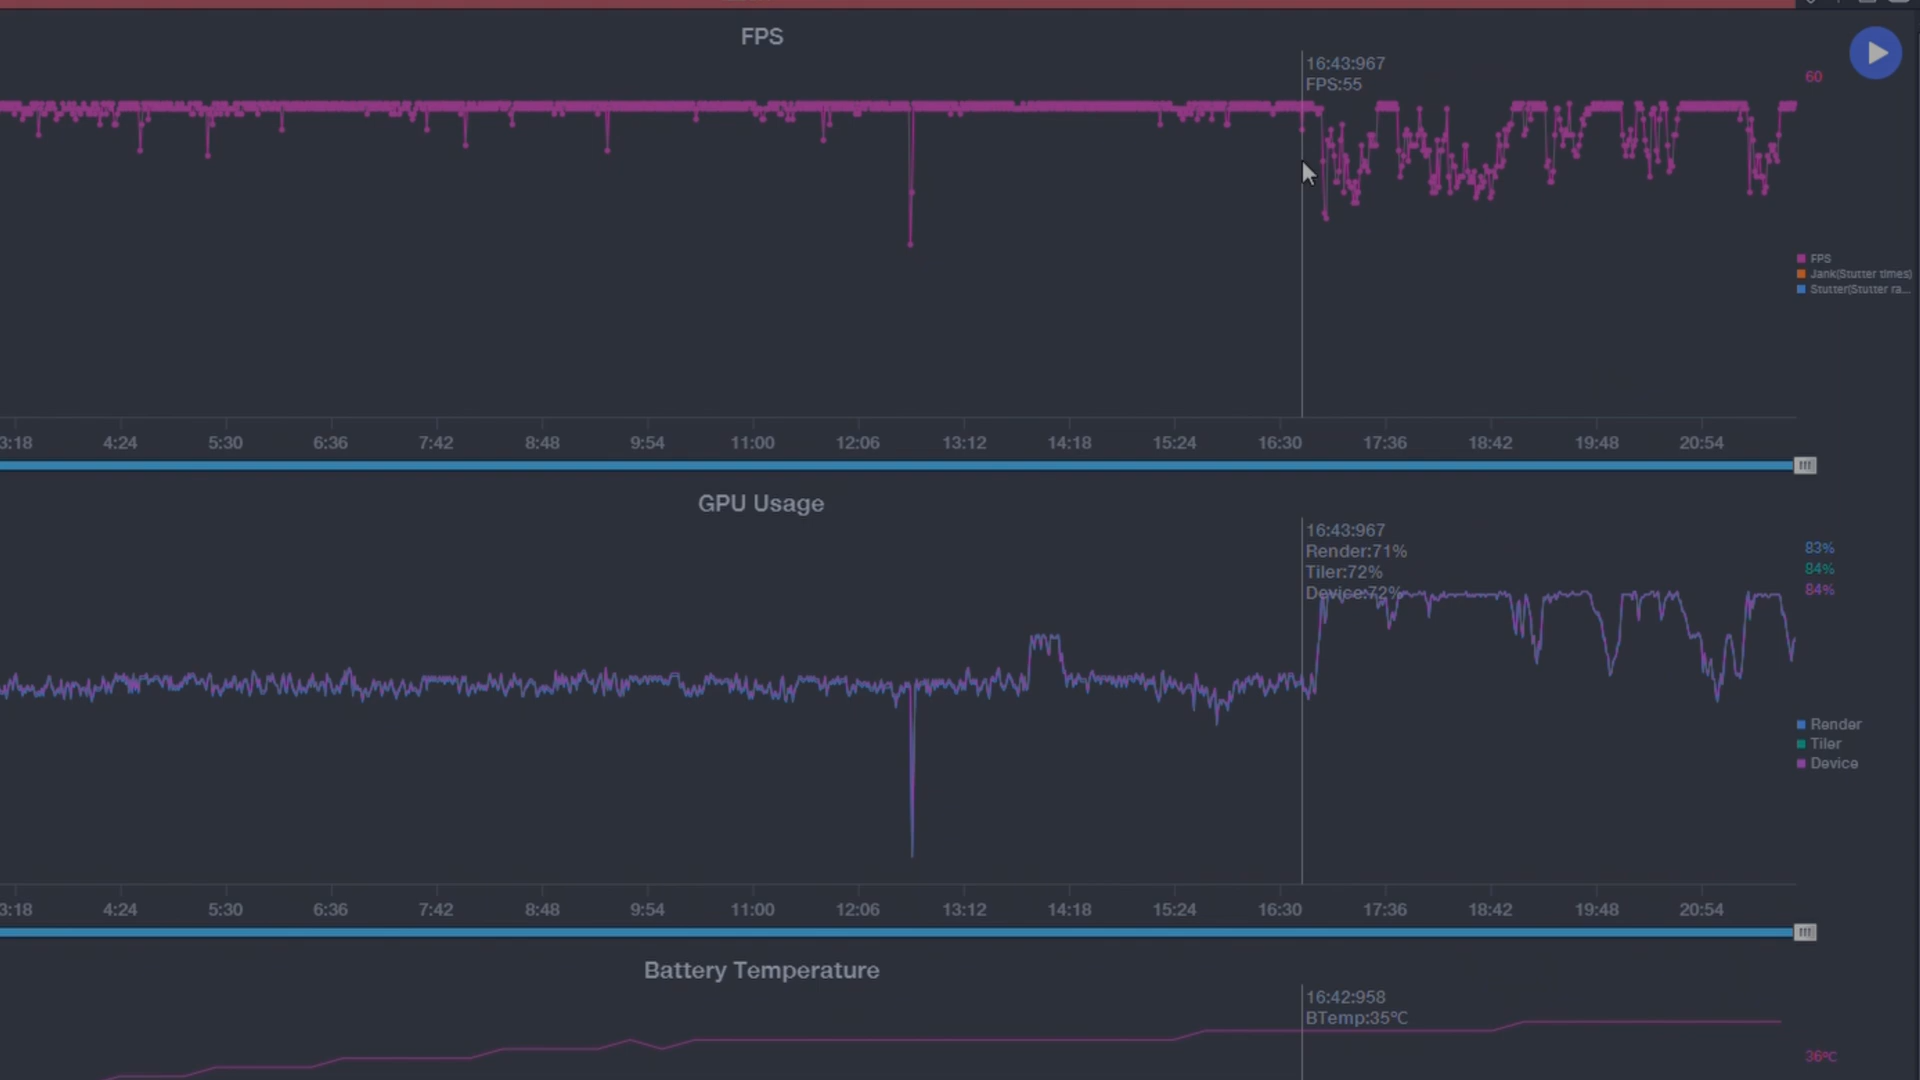 FPS
16:43:967
FPS:55
60
FPS
Jank(Stutter times)
Stutter(Stutter ra...
3:18 4:24 5:30 6:36 7:42 8:48 9:54 11:00 12:06 13:12 14:18 15:24 16:30 17:36 18:42 19:48 20:54
GPU Usage
16:43:967
Render:71%
Tiler:72%
Device:72%
83%
84%
84%
Render
Tiler
Device
3:18 4:24 5:30 6:36 7:42 8:48 9:54 11:00 12:06 13:12 14:18 15:24 16:30 17:36 18:42 19:48 20:54
Battery Temperature
16:42:958
BTemp:35℃
36℃